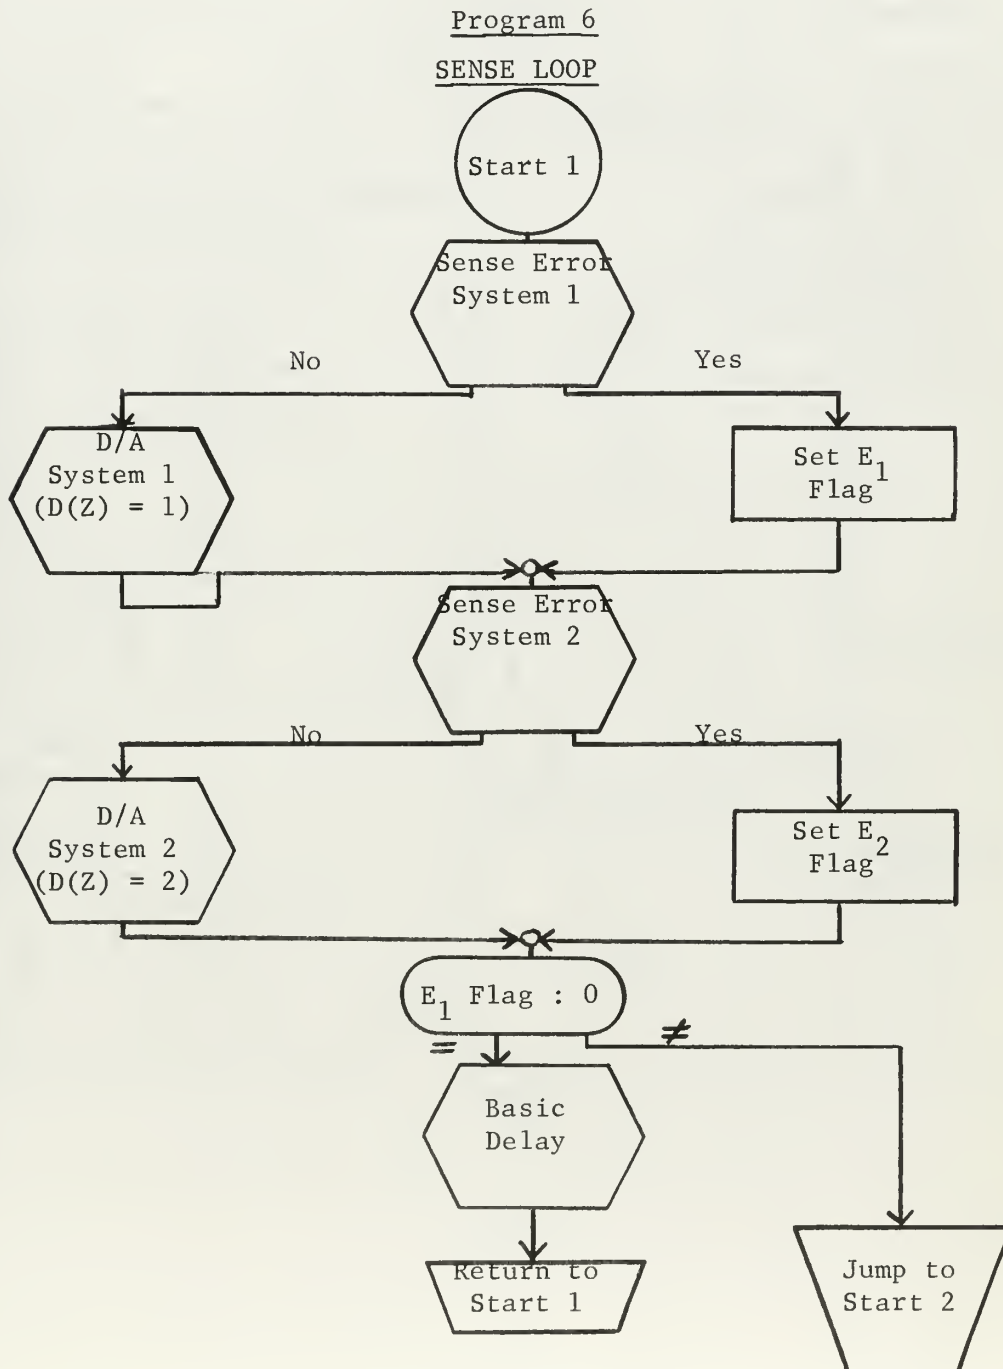 Program 6
SENSE LOOP
Start 1
Sense Error
System 1
No
Yes
D/A
System 1
(D(Z) = 1)
Set E1
Flag
Sense Error
System 2
No
Yes
D/A
System 2
(D(Z) = 2)
Set E2
Flag
E1 Flag : 0
=
≠
Basic
Delay
Return to
Start 1
Jump to
Start 2